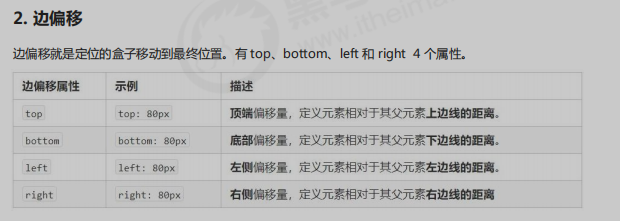 2. 边偏移
边偏移就是定位的盒子移动到最终位置。有 top、bottom、left 和 right 4 个属性。
边偏移属性 示例 描述
top top: 80px 顶端偏移量，定义元素相对于其父元素上边线的距离。
bottom bottom: 80px 底部偏移量，定义元素相对于其父元素下边线的距离。
left left: 80px 左侧偏移量，定义元素相对于其父元素左边线的距离。
right right: 80px 右侧偏移量，定义元素相对于其父元素右边线的距离